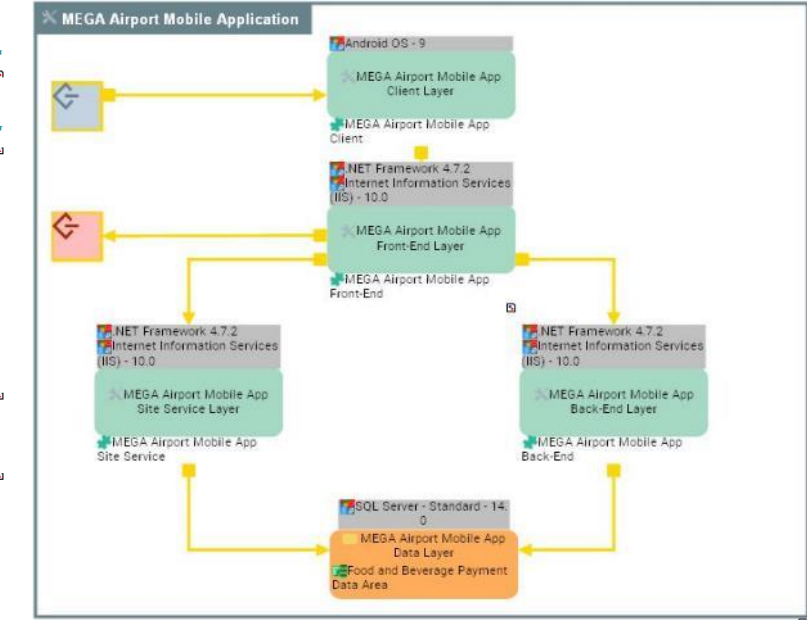 MEGA Airport Mobile Application
Android OS - 9
MEGA Airport Mobile App
Client Layer
MEGA Airport Mobile App
Client
.NET Framework 4.7.2
Internet Information Services
(IIS) - 10.0
MEGA Airport Mobile App
Front-End Layer
MEGA Airport Mobile App
Front-End
.NET Framework 4.7.2
Internet Information Services
(IIS) - 10.0
MEGA Airport Mobile App
Site Service Layer
MEGA Airport Mobile App
Site Service
.NET Framework 4.7.2
Internet Information Services
(IIS) - 10.0
MEGA Airport Mobile App
Back-End Layer
MEGA Airport Mobile App
Back-End
SQL Server - Standard - 14.
0
MEGA Airport Mobile App
Data Layer
Food and Beverage Payment
Data Area